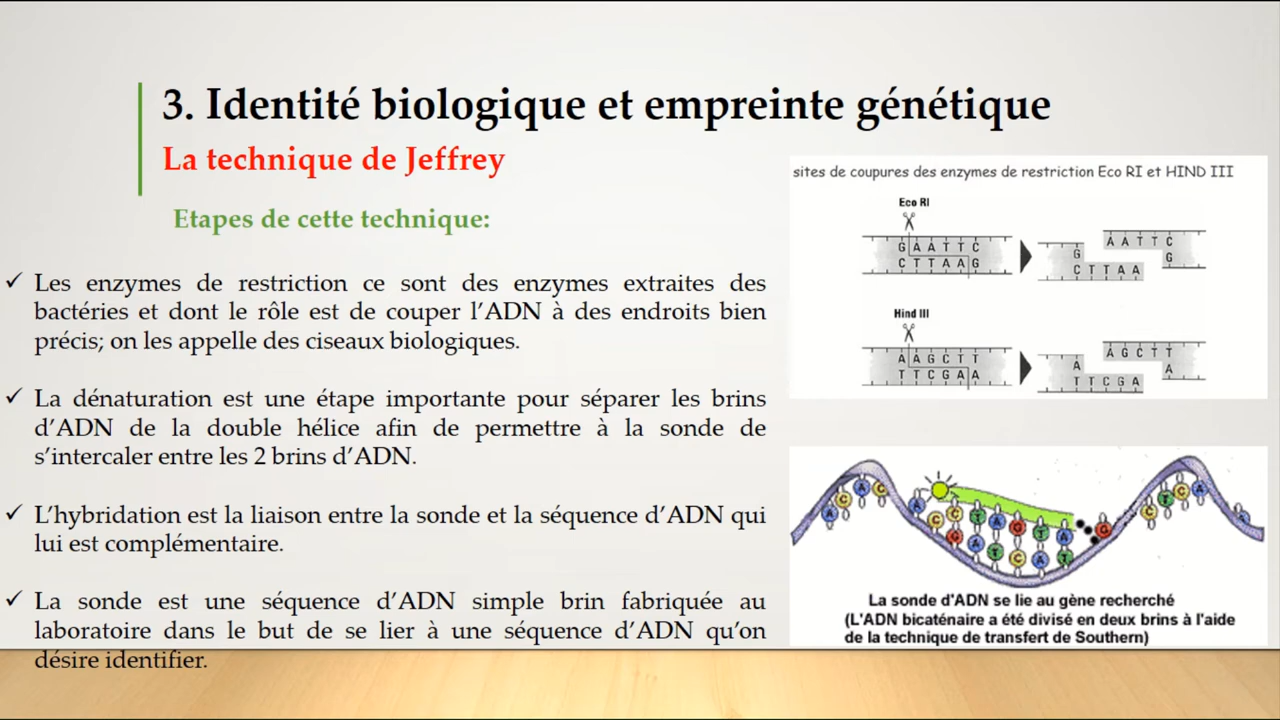 3. Identité biologique et empreinte génétique
La technique de Jeffrey
Etapes de cette technique:
✓ Les enzymes de restriction ce sont des enzymes extraites des
bactéries et dont le rôle est de couper l’ADN à des endroits bien
précis; on les appelle des ciseaux biologiques.
✓ La dénaturation est une étape importante pour séparer les brins
d’ADN de la double hélice afin de permettre à la sonde de
s’intercaler entre les 2 brins d’ADN.
✓ L’hybridation est la liaison entre la sonde et la séquence d’ADN qui
lui est complémentaire.
✓ La sonde est une séquence d’ADN simple brin fabriquée au
laboratoire dans le but de se lier à une séquence d’ADN qu’on
désire identifier.
sites de coupures des enzymes de restriction Eco RI et HIND III
Eco RI
G A A T T C
C T T A A G
A A T T C
G
G
C T T A A
Hind III
A A G C T T
T T C G A A
A G C T T
A
A
T T C G A
A C A C
A C C T A G T A G
G A T C A T
C T C A A
La sonde d'ADN se lie au gène recherché
(L'ADN bicaténaire a été divisé en deux brins à l'aide
de la technique de transfert de Southern)